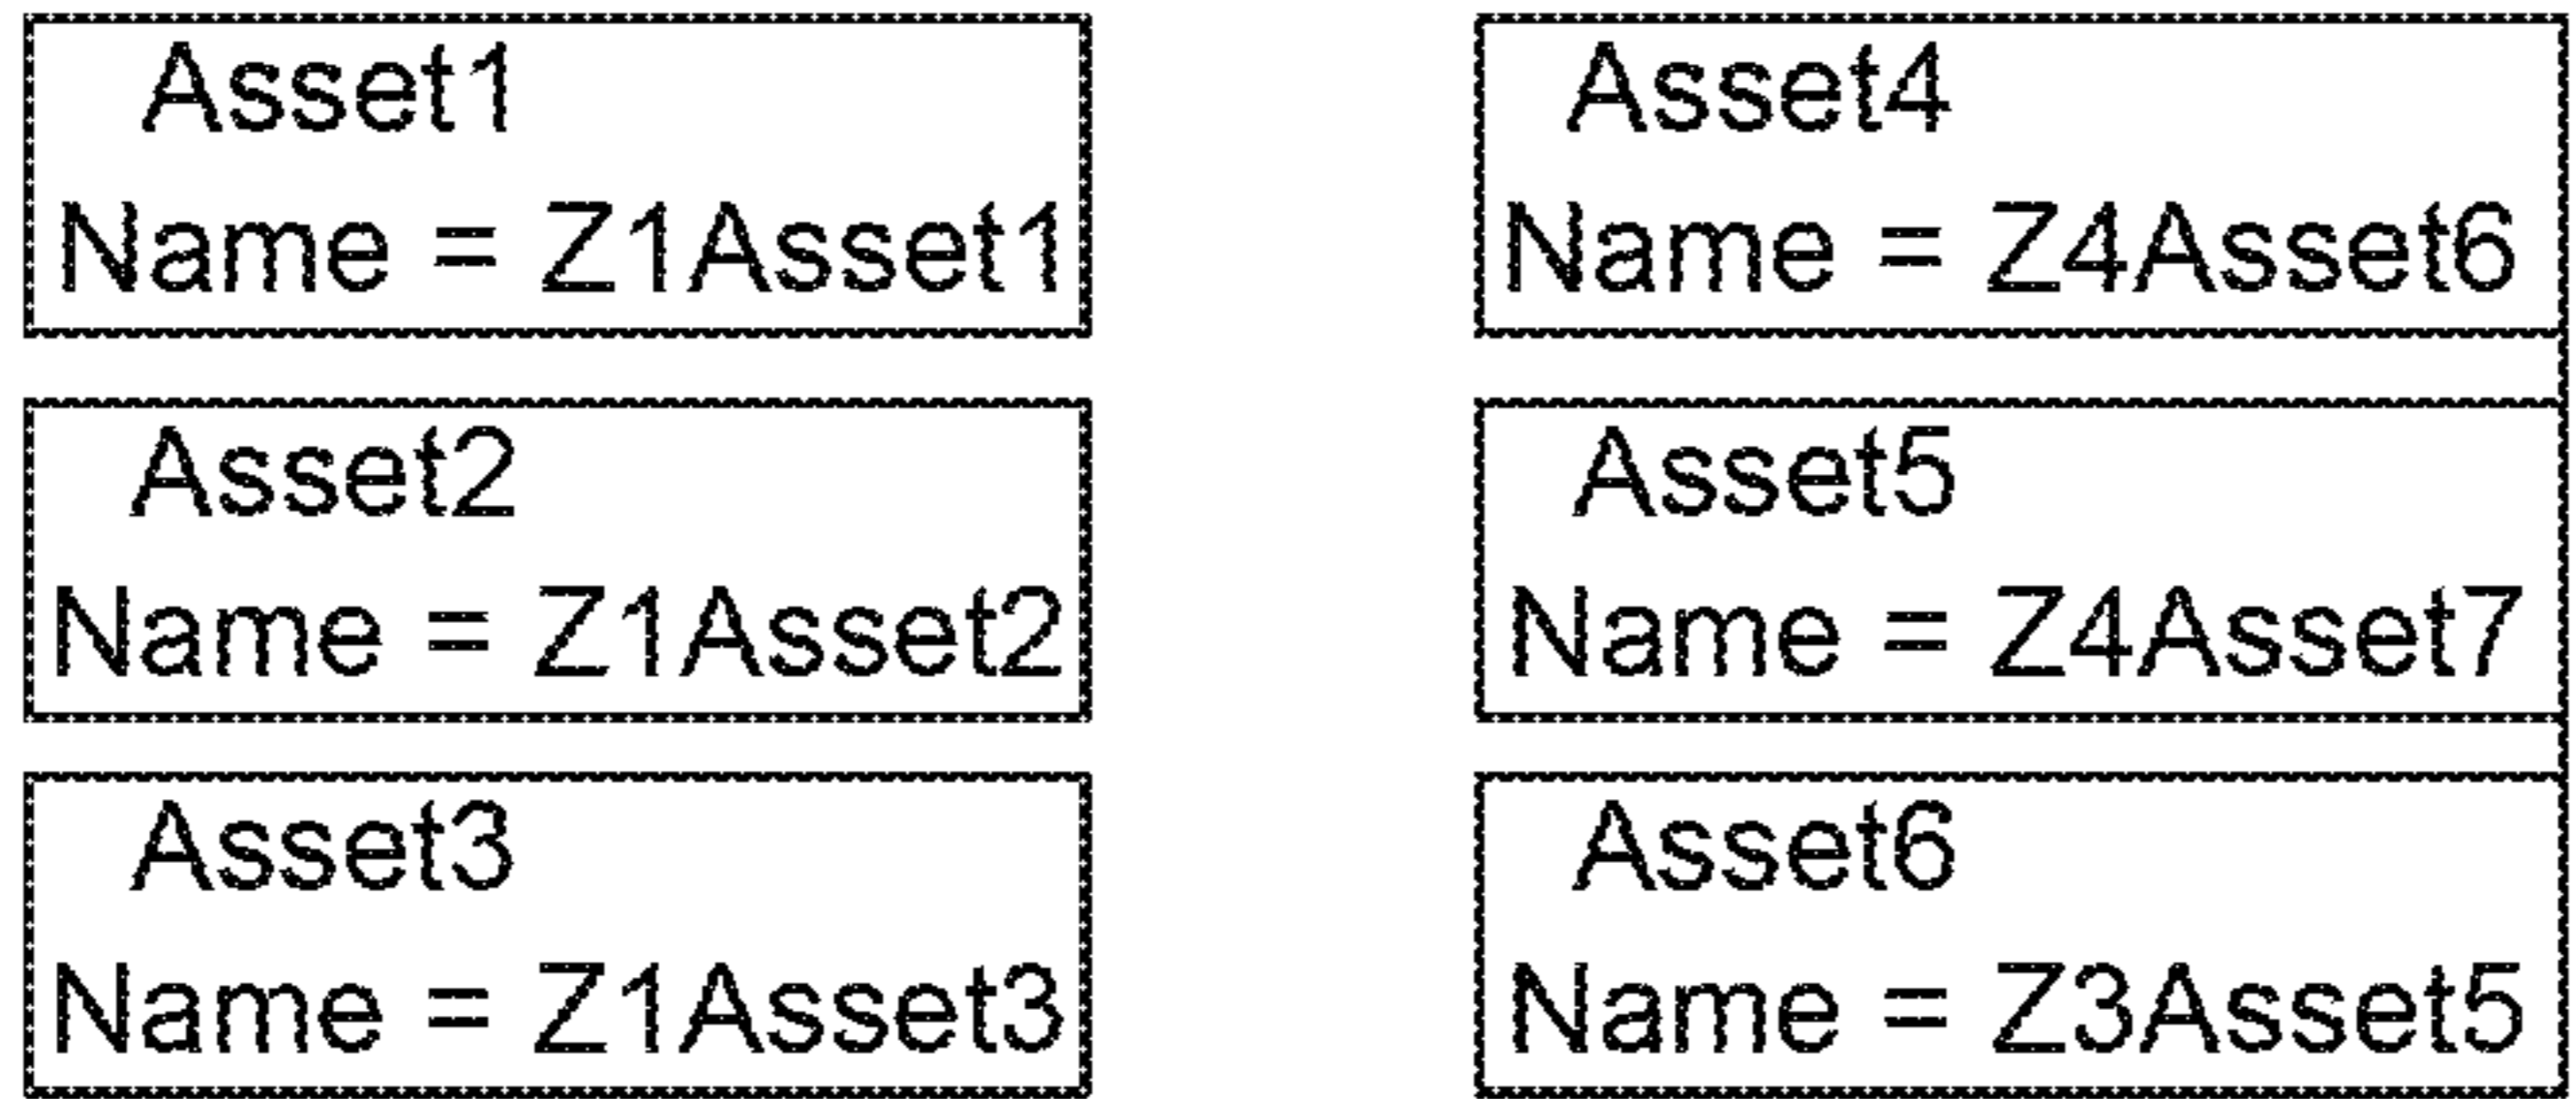 Asset1
Name = Z1Asset1
Asset2
Name = Z1Asset2
Asset3
Name = Z1Asset3
Asset4
Name = Z4Asset6
Asset5
Name = Z4Asset7
Asset6
Name = Z3Asset5